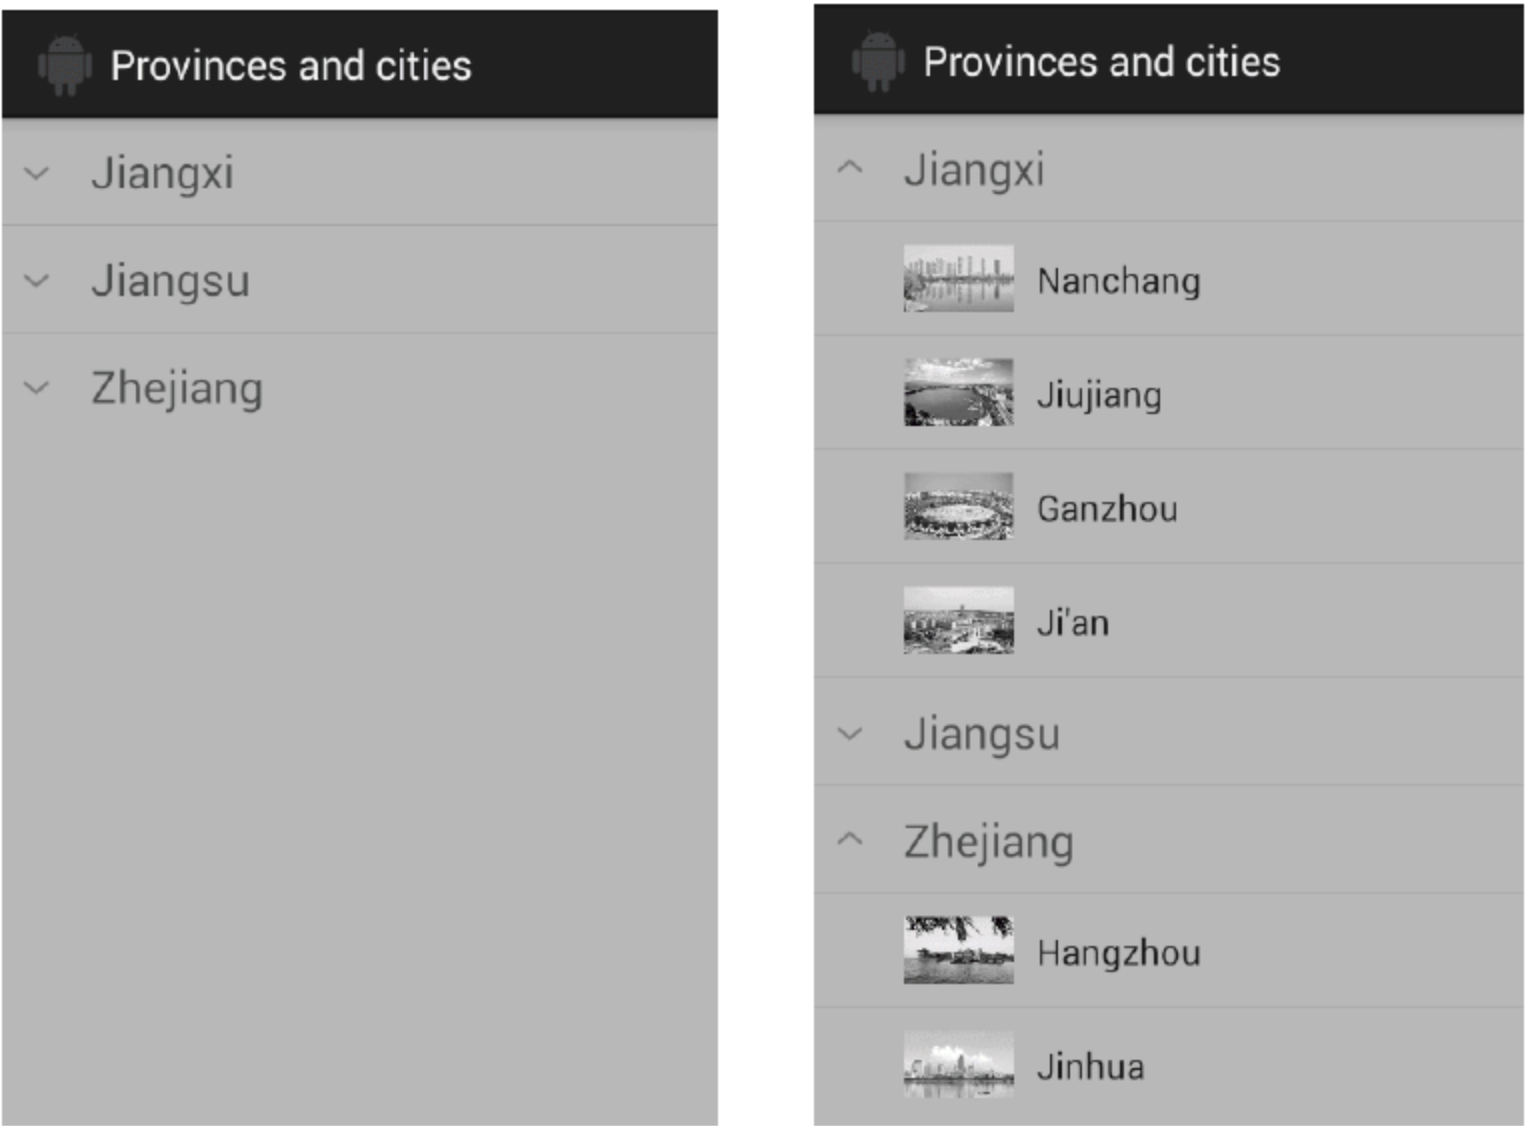 Provinces and cities
Jiangxi
Jiangsu
Zhejiang
Provinces and cities
Jiangxi
Nanchang
Jiujiang
Ganzhou
Ji'an
Jiangsu
Zhejiang
Hangzhou
Jinhua